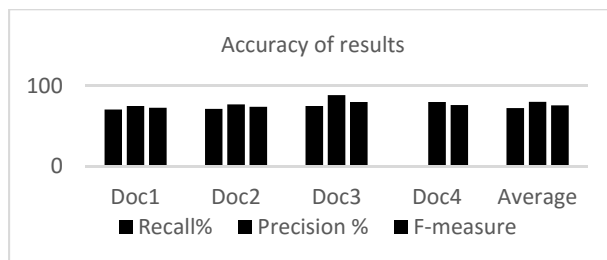 Accuracy of results
100
0
Doc1 Doc2 Doc3 Doc4 Average
Recall% Precision % F-measure